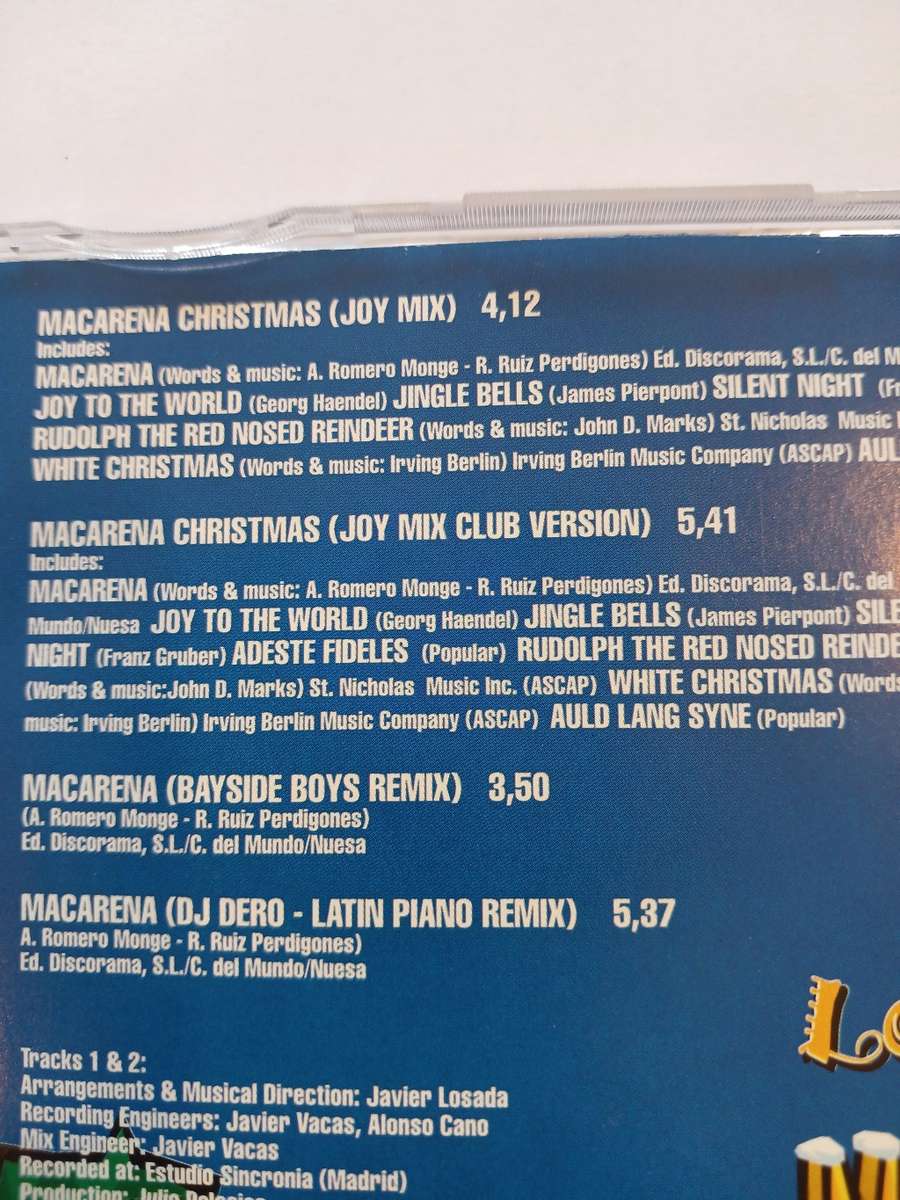 MACARENA CHRISTMAS (JOY MIX) 4,12
Includes:
MACARENA (Words & music: A. Romero Monge - R. Ruiz Perdigones) Ed. Discorama, S.L./C. del
JOY TO THE WORLD (Georg Haendel) JINGLE BELLS (James Pierpont) SILENT NIGHT
RUDOLPH THE RED NOSED REINDEER (Words & music: John D. Marks) St. Nicholas Music
WHITE CHRISTMAS (Words & music: Irving Berlin) Irving Berlin Music Company (ASCAP) AUL
MACARENA CHRISTMAS (JOY MIX CLUB VERSION) 5,41
Includes:
MACARENA (Words & music: A. Romero Monge - R. Ruiz Perdigones) Ed. Discorama, S.L./C. del
Mundo/Nuesa JOY TO THE WORLD (Georg Haendel) JINGLE BELLS (James Pierpont) SILE
NIGHT (Franz Gruber) ADESTE FIDELES (Popular) RUDOLPH THE RED NOSED REINDE
(Words & music:John D. Marks) St. Nicholas Music Inc. (ASCAP) WHITE CHRISTMAS (Words
music: Irving Berlin) Irving Berlin Music Company (ASCAP) AULD LANG SYNE (Popular)
MACARENA (BAYSIDE BOYS REMIX) 3,50
(A. Romero Monge - R. Ruiz Perdigones)
Ed. Discorama, S.L./C. del Mundo/Nuesa
MACARENA (DJ DERO - LATIN PIANO REMIX) 5,37
A. Romero Monge - R. Ruiz Perdigones)
Ed. Discorama, S.L./C. del Mundo/Nuesa
Tracks 1 & 2:
Arrangements & Musical Direction: Javier Losada
Recording Engineers: Javier Vacas, Alonso Cano
Mix Engineer: Javier Vacas
Recorded at: Estudio Sincronia (Madrid)
Production: Julio
Lo